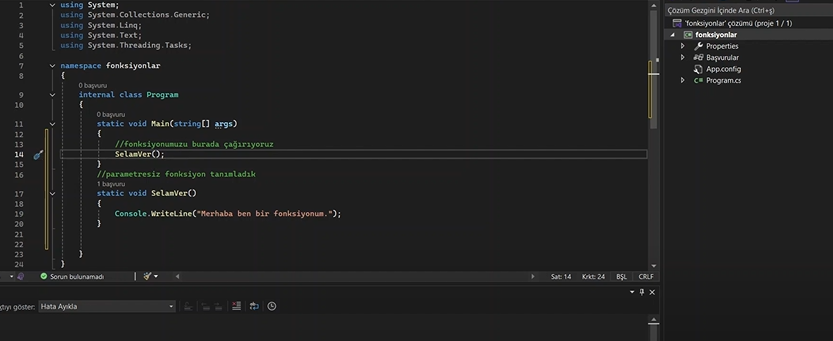 1 using System;
2 using System.Collections.Generic;
3 using System.Linq;
4 using System.Text;
5 using System.Threading.Tasks;
6
7 namespace fonksiyonlar
8 {
0 başvuru
9 internal class Program
10 {
0 başvuru
11 static void Main(string[] args)
12 {
13 //fonksiyonumuzu burada çağırıyoruz
14 SelamVer();
15 }
16 //parametresiz fonksiyon tanımladık
1 başvuru
17 static void SelamVer()
18 {
19 Console.WriteLine("Merhaba ben bir fonksiyonum.");
20 }
21
22
23 }
24 }
Sorun bulunamadı
Sat: 14 Krkt: 24 BŞL CRLF
göster: Hata Ayıkla
Çözüm Gezgini İçinde Ara (Ctrl+ş)
'fonksiyonlar' çözümü (proje 1 / 1)
fonksiyonlar
Properties
Başvurular
App.config
C# Program.cs